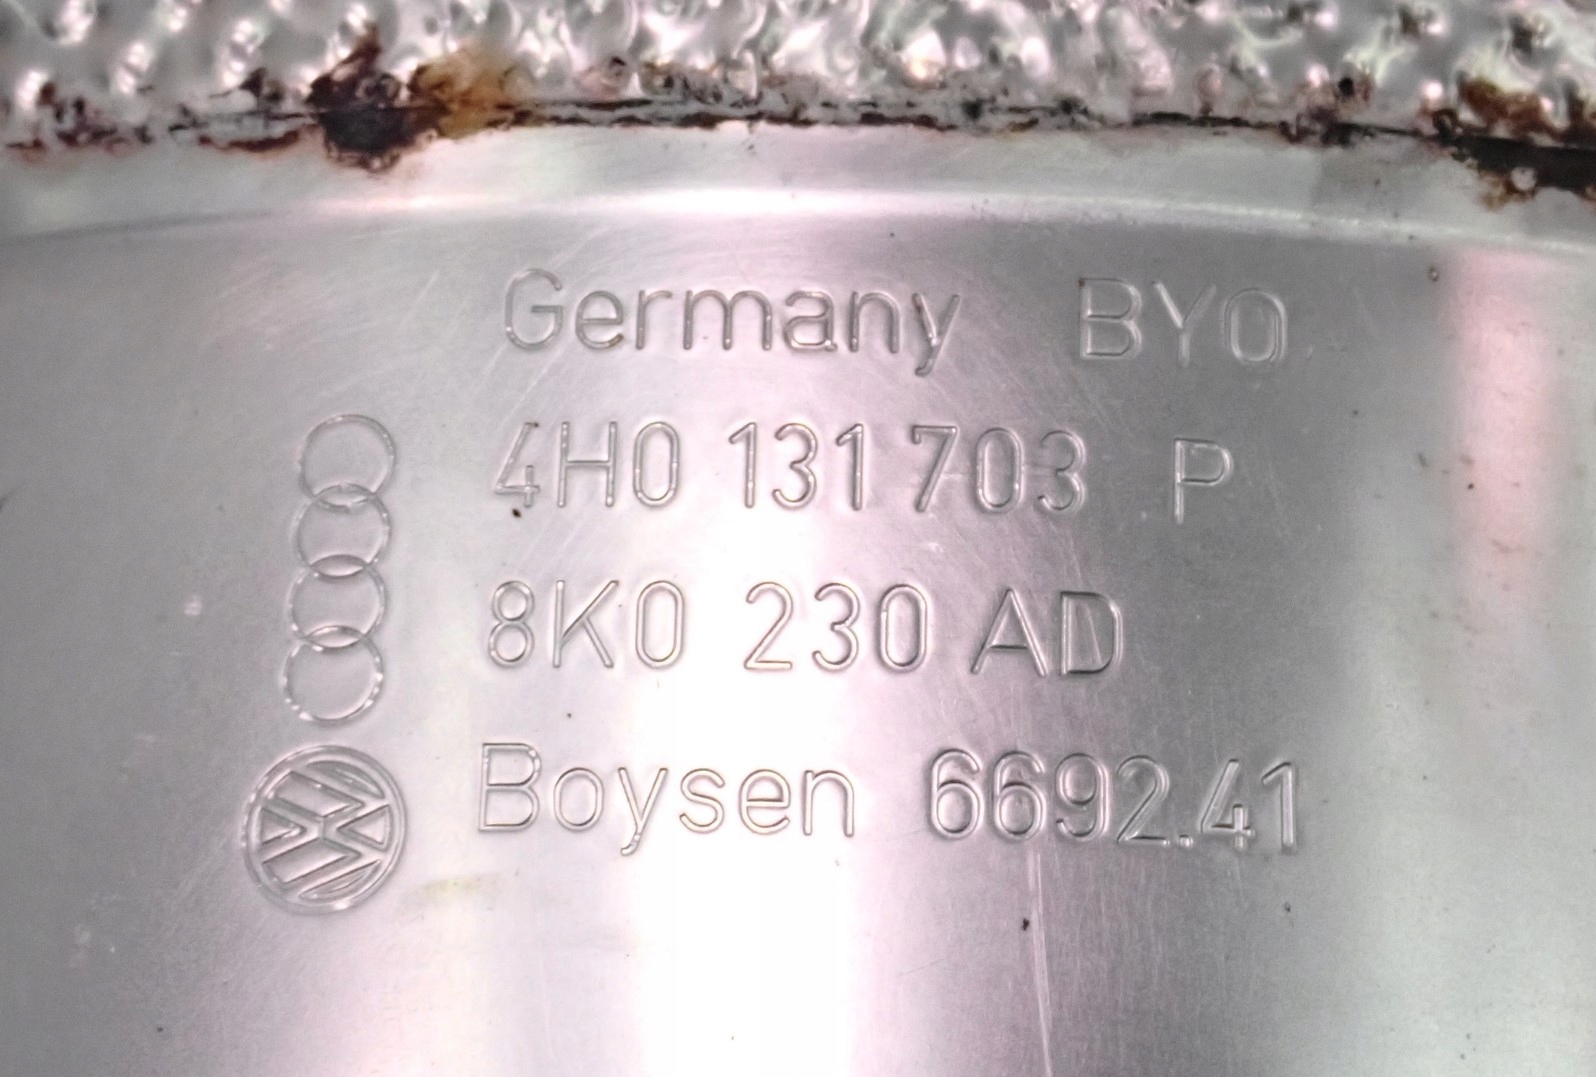 Germany BYO
4H0 131 703 P
8K0 230 AD
Boysen 6692.41